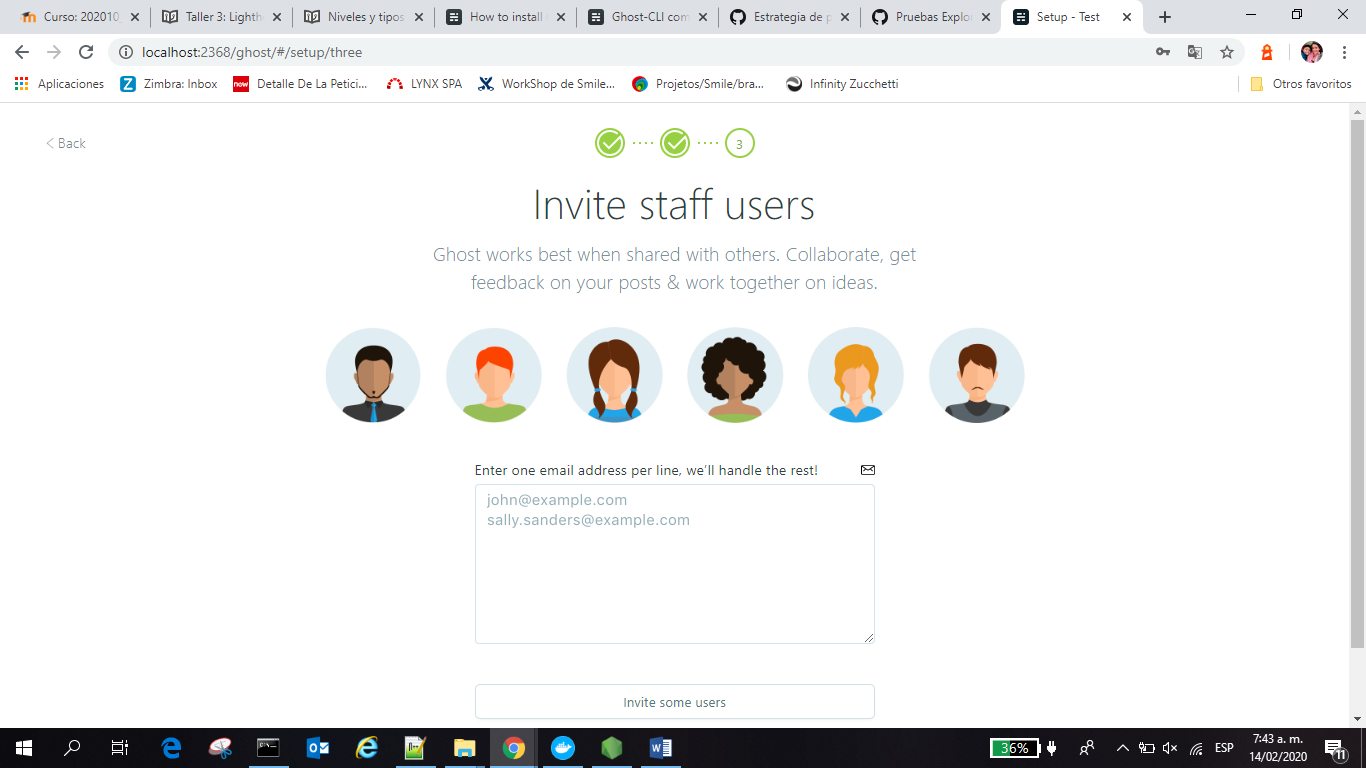 Curso: 202010_
Taller 3: Lighth
Niveles y tipos
How to install
Ghost-CLI com
Estrategia de p
Pruebas Explor
Setup - Test
localhost:2368/ghost/#/setup/three
Aplicaciones
Zimbra: Inbox
now
Detalle De La Petici...
LYNX SPA
WorkShop de Smile...
Projetos/Smile/bra...
Infinity Zucchetti
Otros favoritos
Back
3
Invite staff users
Ghost works best when shared with others. Collaborate, get
feedback on your posts & work together on ideas.
Enter one email address per line, we’ll handle the rest!
john@example.com
sally.sanders@example.com
Invite some users
36%
ESP
7:43 a. m.
14/02/2020
11